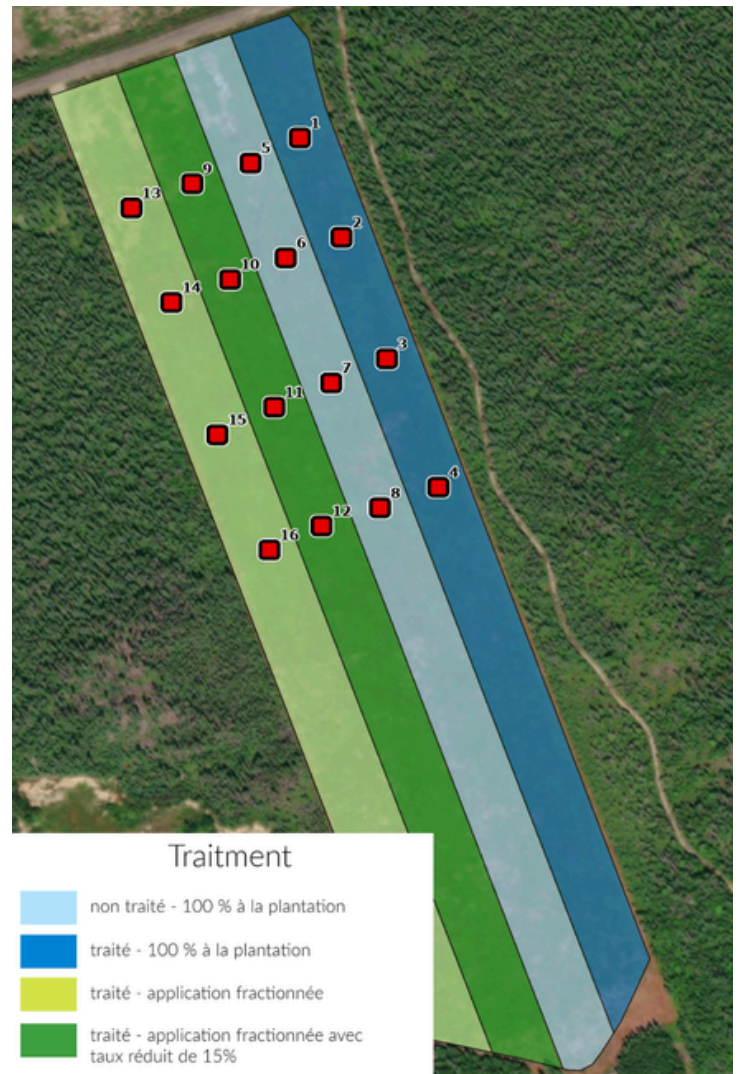 1
5
9
13
2
6
10
14
3
7
11
15
4
8
12
16
Traitment
non traité - 100 % à la plantation
traité - 100 % à la plantation
traité - application fractionnée
traité - application fractionnée avec
taux réduit de 15%